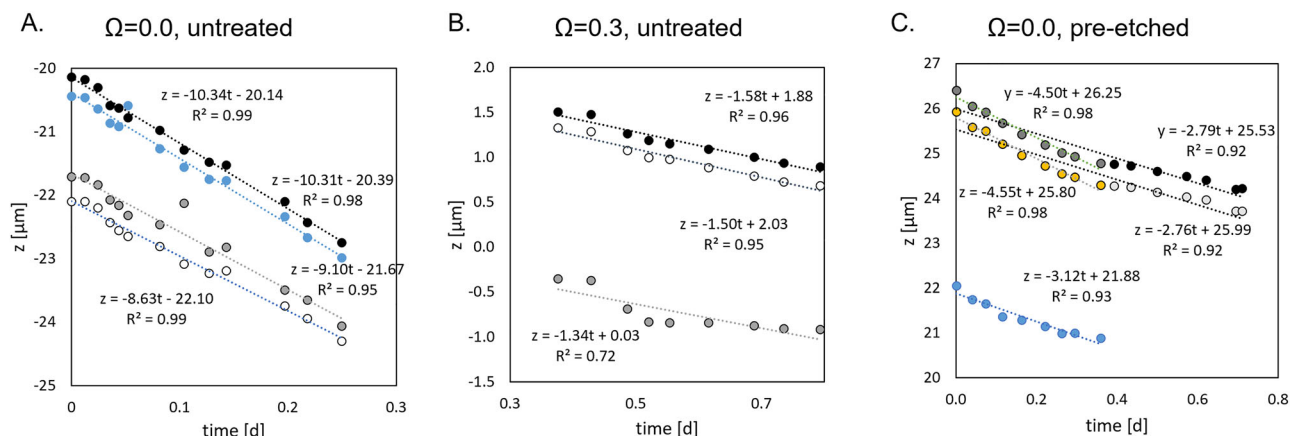 A.
Ω=0.0, untreated
-20
-21
-22
-23
-24
-25
z [µm]
0
0.1
0.2
0.3
time [d]
z = -10.34t - 20.14
R² = 0.99
z = -10.31t - 20.39
R² = 0.98
z = -9.10t - 21.67
R² = 0.95
z = -8.63t - 22.10
R² = 0.99
B.
Ω=0.3, untreated
2.0
1.5
1.0
0.5
0.0
-0.5
-1.0
-1.5
z [µm]
0.3
0.5
0.7
time [d]
z = -1.58t + 1.88
R² = 0.96
z = -1.50t + 2.03
R² = 0.95
z = -1.34t + 0.03
R² = 0.72
C.
Ω=0.0, pre-etched
27
26
25
24
23
22
21
20
z [µm]
0.0
0.2
0.4
0.6
0.8
time [d]
y = -4.50t + 26.25
R² = 0.98
y = -2.79t + 25.53
R² = 0.92
z = -4.55t + 25.80
R² = 0.98
z = -2.76t + 25.99
R² = 0.92
z = -3.12t + 21.88
R² = 0.93